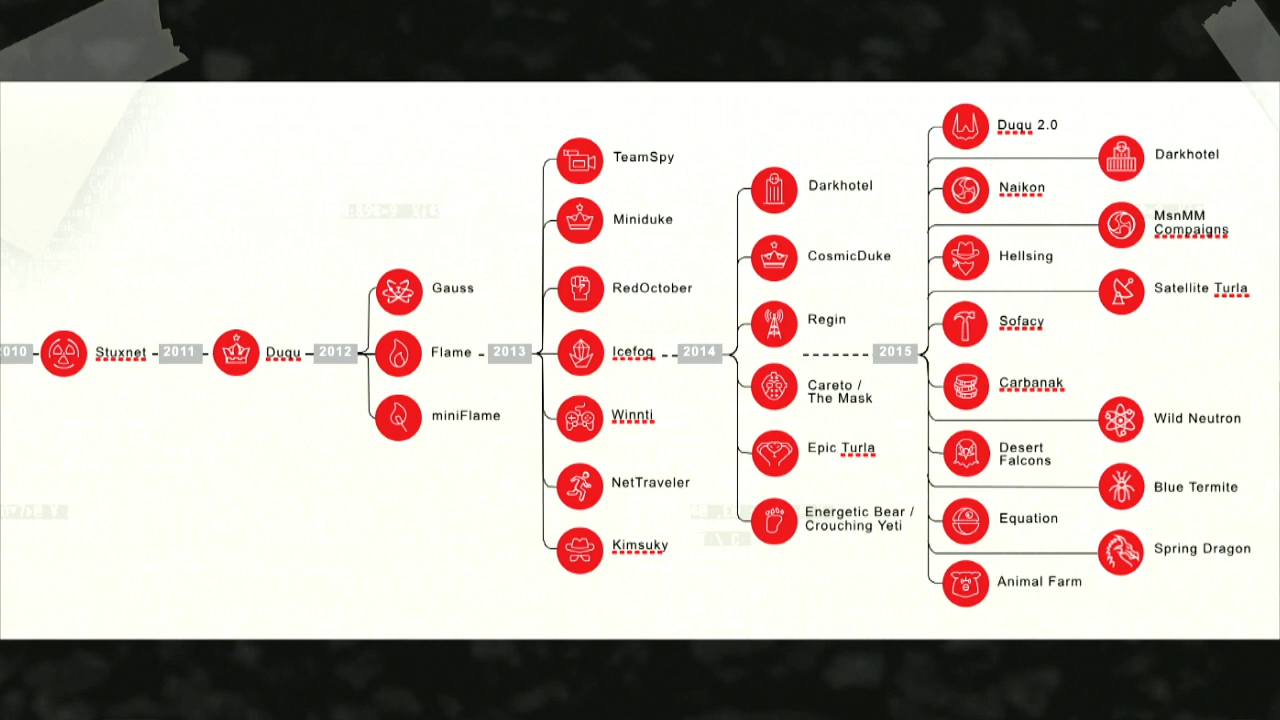 2010
Stuxnet
2011
Duqu
2012
Gauss
Flame
miniFlame
2013
TeamSpy
Miniduke
RedOctober
Icefog
Winnti
NetTraveler
Kimsuky
2014
Darkhotel
CosmicDuke
Regin
Careto /
The Mask
Epic Turla
Energetic Bear /
Crouching Yeti
2015
Duqu 2.0
Darkhotel
Naikon
MsnMM
Compaigns
Hellsing
Satellite Turla
Sofacy
Carbanak
Wild Neutron
Desert
Falcons
Blue Termite
Equation
Spring Dragon
Animal Farm